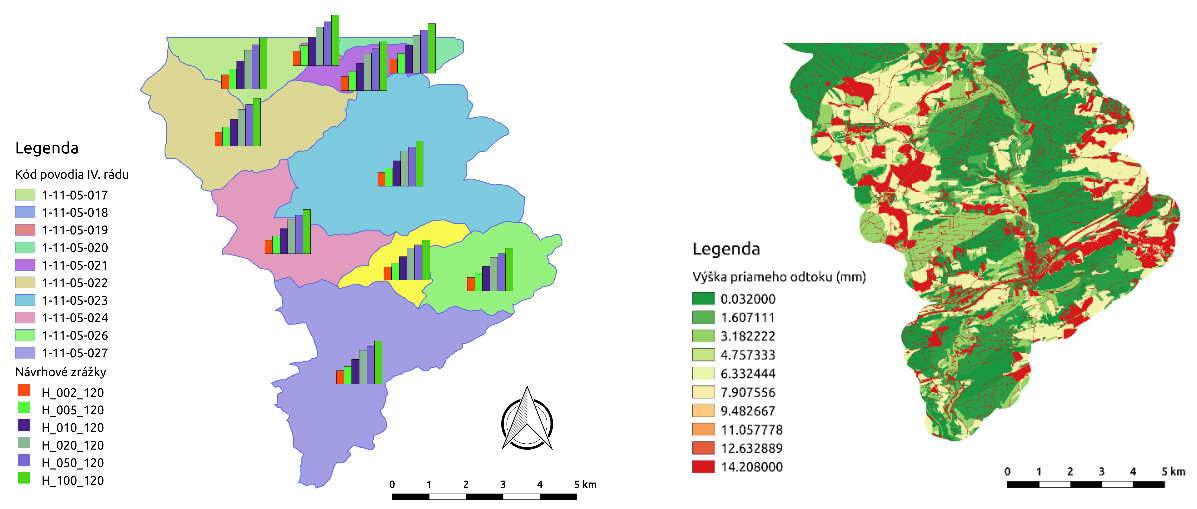 Legenda
Kód povodia IV. rádu
1-11-05-017
1-11-05-018
1-11-05-019
1-11-05-020
1-11-05-021
1-11-05-022
1-11-05-023
1-11-05-024
1-11-05-026
1-11-05-027
Návrhové zrážky
H_002_120
H_005_120
H_010_120
H_020_120
H_050_120
H_100_120
0 1 2 3 4 5 km
Legenda
Výška priameho odtoku (mm)
0.032000
1.607111
3.182222
4.757333
6.332444
7.907556
9.482667
11.057778
12.632889
14.208000
0 1 2 3 4 5 km